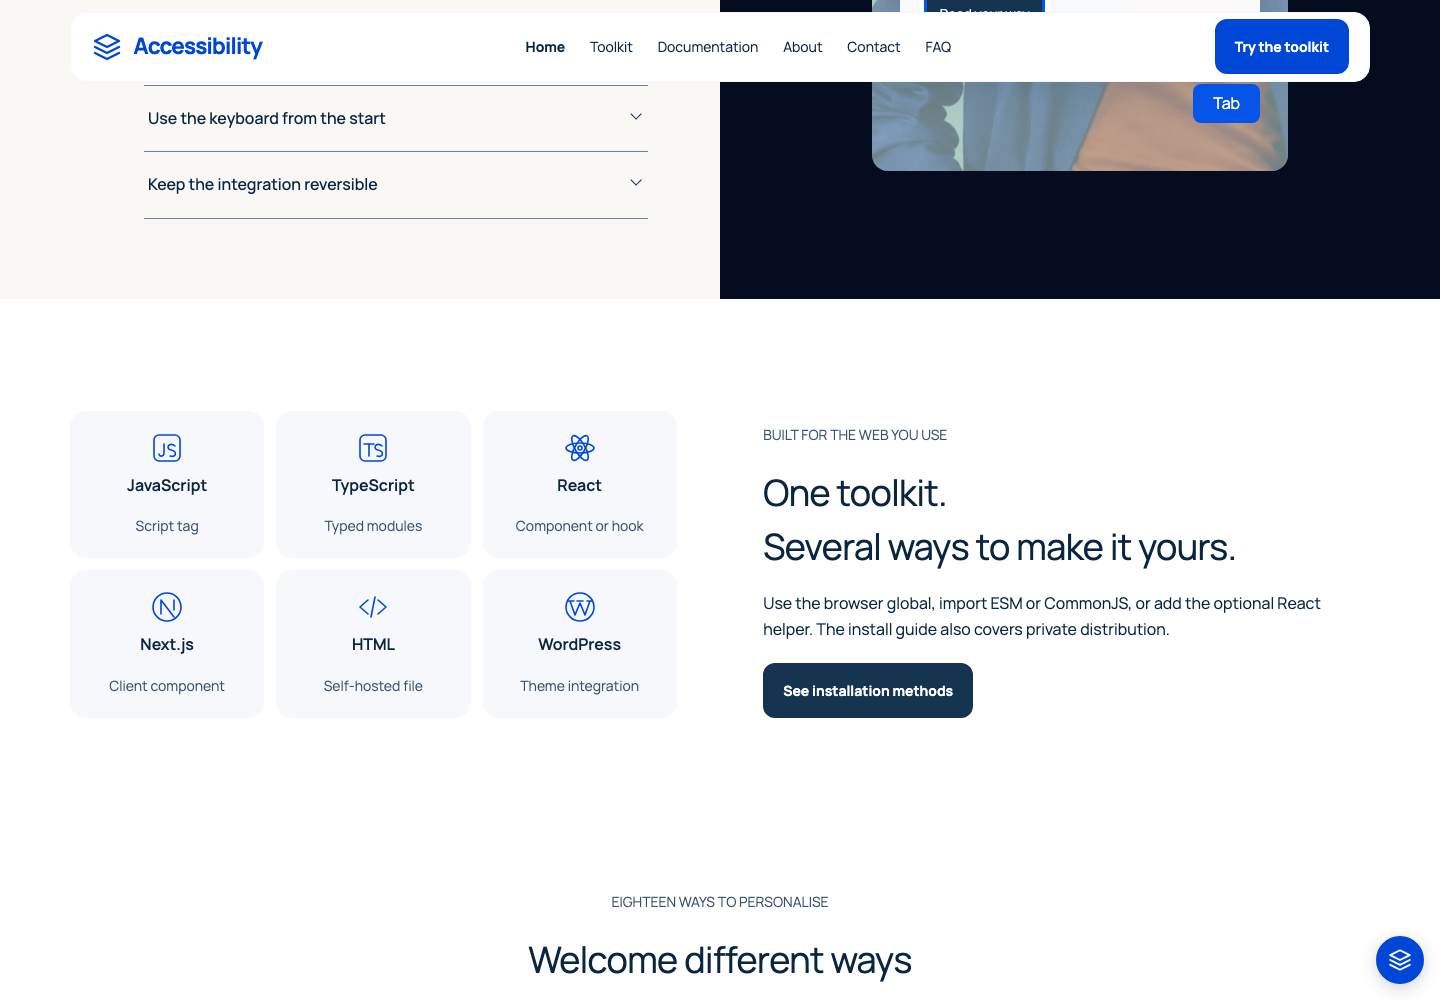 Accessibility
Home
Toolkit
Documentation
About
Contact
FAQ
Try the toolkit
Tab
Use the keyboard from the start
Keep the integration reversible
JS
JavaScript
Script tag
TS
TypeScript
Typed modules
React
Component or hook
N
Next.js
Client component
</>
HTML
Self-hosted file
W
WordPress
Theme integration
BUILT FOR THE WEB YOU USE
One toolkit.
Several ways to make it yours.
Use the browser global, import ESM or CommonJS, or add the optional React
helper. The install guide also covers private distribution.
See installation methods
EIGHTEEN WAYS TO PERSONALISE
Welcome different ways